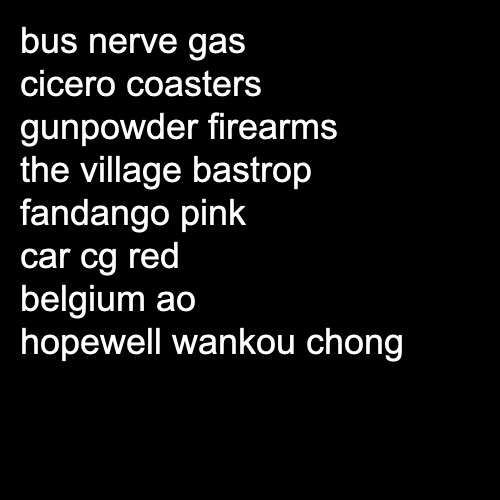 bus nerve gas
cicero coasters
gunpowder firearms
the village bastrop
fandango pink
car cg red
belgium ao
hopewell wankou chong